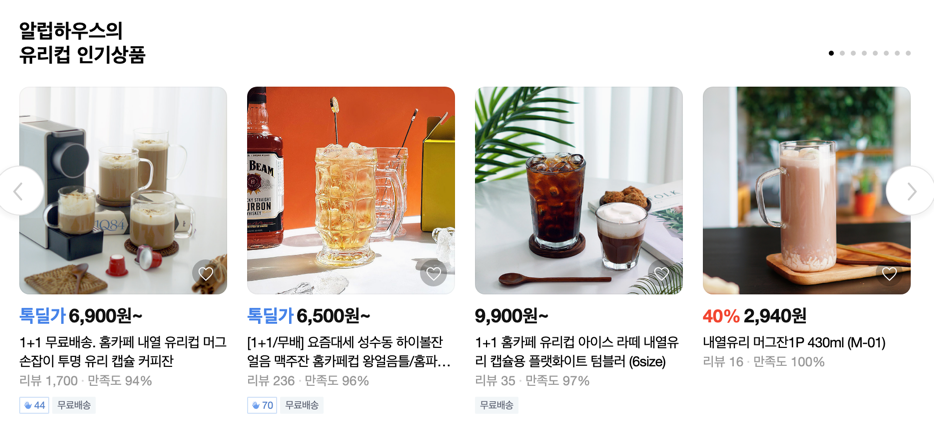 알럽하우스의
유리컵 인기상품
톡딜가 6,900원~
1+1 무료배송. 홈카페 내열 유리컵 머그
손잡이 투명 유리 캡슐 커피잔
리뷰 1,700 · 만족도 94%
44 무료배송
톡딜가 6,500원~
[1+1/무배] 요즘대세 성수동 하이볼잔
얼음 맥주잔 홈카페컵 왕얼음틀/홈파...
리뷰 236 · 만족도 96%
70 무료배송
9,900원~
1+1 홈카페 유리컵 아이스 라떼 내열유
리 캡슐용 플랫화이트 텀블러 (6size)
리뷰 35 · 만족도 97%
무료배송
40% 2,940원
내열유리 머그잔1P 430ml (M-01)
리뷰 16 · 만족도 100%
1Q84
BEAM
BOURBON
WHISKEY